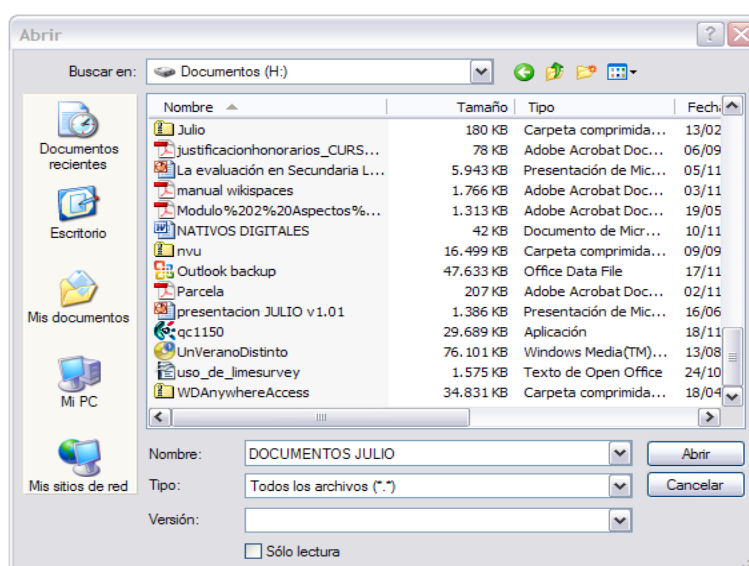 Abrir
Buscar en: Documentos (H:)
Nombre Tamaño Tipo Fech
Julio 180 KB Carpeta comprimida... 13/02
justificacionhonorarios_CURS... 78 KB Adobe Acrobat Doc... 06/09
La evaluación en Secundaria L... 5.943 KB Presentación de Mic... 05/11
manual wikispaces 1.766 KB Adobe Acrobat Doc... 03/11
Modulo%202%20Aspectos%... 1.313 KB Adobe Acrobat Doc... 19/05
NATIVOS DIGITALES 42 KB Documento de Micr... 10/11
nvu 16.499 KB Carpeta comprimida... 09/09
Outlook backup 47.633 KB Office Data File 17/11
Parcela 207 KB Adobe Acrobat Doc... 02/11
presentacion JULIO v1.01 1.386 KB Presentación de Mic... 16/06
qc1150 29.689 KB Aplicación 18/11
UnVeranoDistinto 76.101 KB Windows Media(TM)... 13/08
uso_de_limesurvey 1.575 KB Texto de Open Office 24/10
WDAnywhereAccess 34.831 KB Carpeta comprimida... 18/04
Documentos
recientes
Escritorio
Mis documentos
Mi PC
Mis sitios de red
Nombre: DOCUMENTOS JULIO Abrir
Tipo: Todos los archivos (*.*) Cancelar
Versión:
Sólo lectura